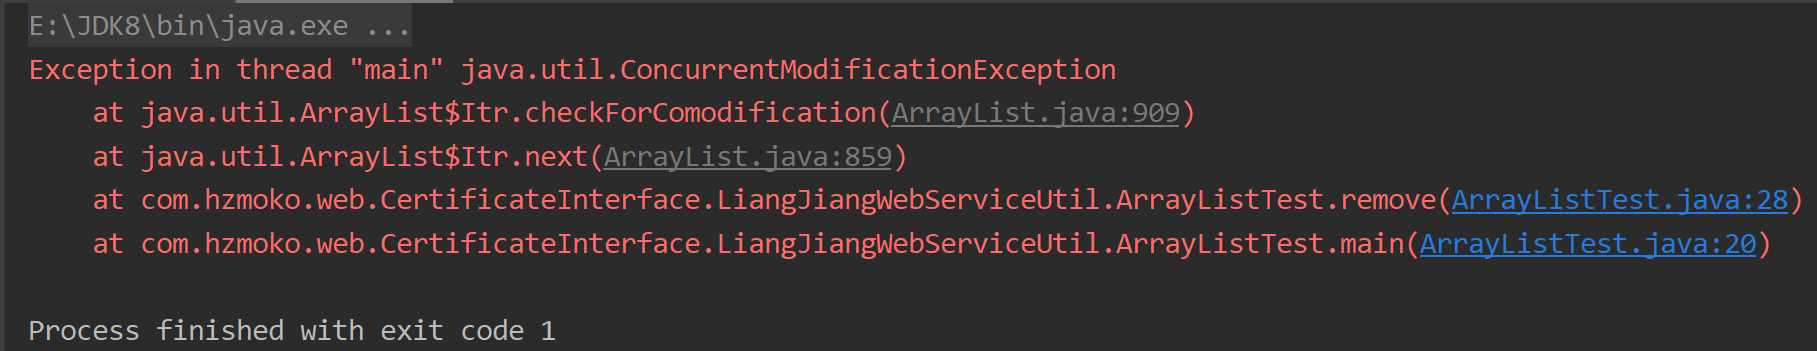 E:\JDK8\bin\java.exe ...
Exception in thread "main" java.util.ConcurrentModificationException
    at java.util.ArrayList$Itr.checkForComodification(ArrayList.java:909)
    at java.util.ArrayList$Itr.next(ArrayList.java:859)
    at com.hzmoko.web.CertificateInterface.LiangJiangWebServiceUtil.ArrayListTest.remove(ArrayListTest.java:28)
    at com.hzmoko.web.CertificateInterface.LiangJiangWebServiceUtil.ArrayListTest.main(ArrayListTest.java:20)
Process finished with exit code 1